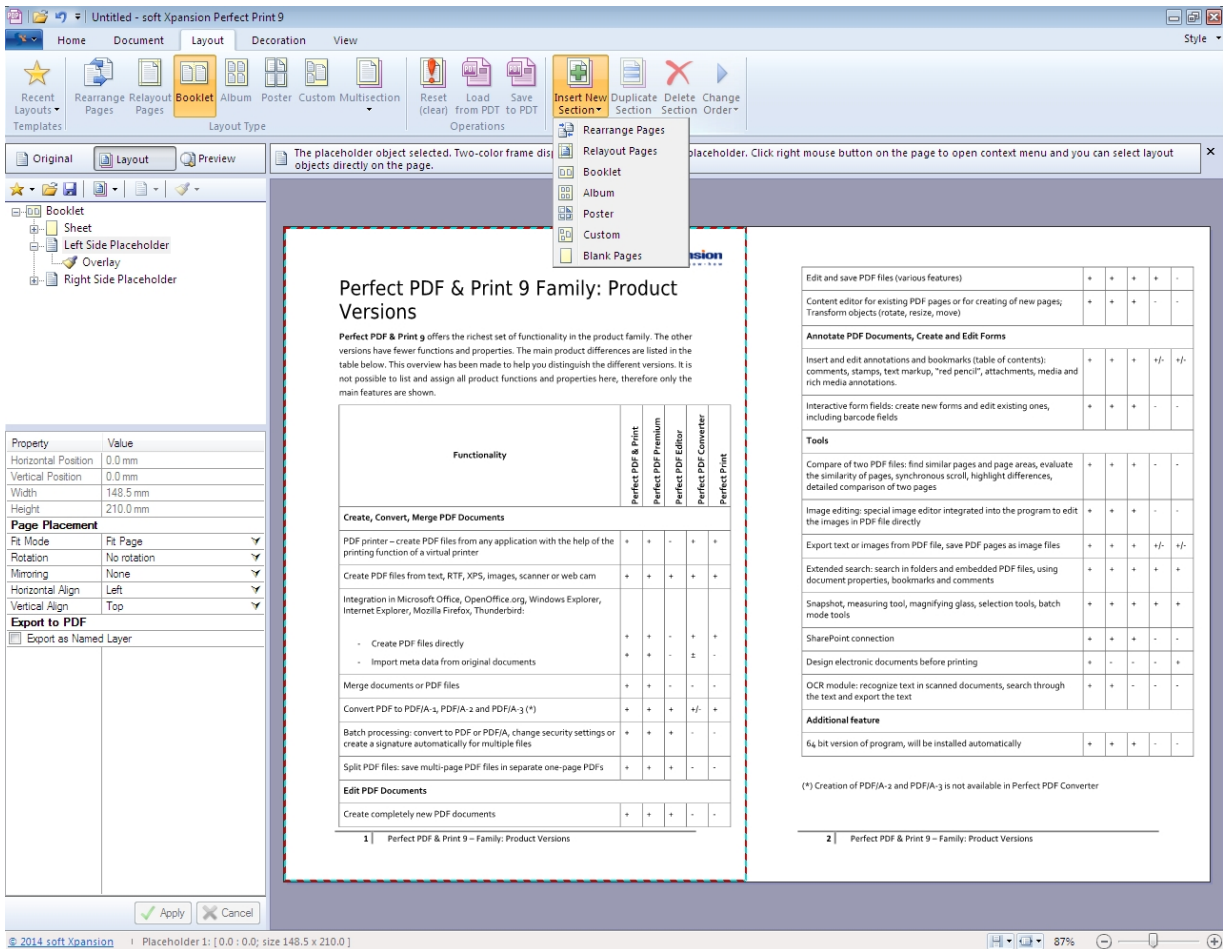 Untitled - soft Xpansion Perfect Print 9
Home Document Layout Decoration View Style
Recent Layouts
Rearrange Pages
Relayout Pages
Booklet
Album
Poster
Custom
Multisection
Reset (clear)
Load from PDT
Save to PDT
Insert New Section
Duplicate Section
Delete Section
Change Order
Templates
Layout Type
Operations
Rearrange Pages
Relayout Pages
Booklet
Album
Poster
Custom
Blank Pages
Original Layout Preview
The placeholder object selected. Two-color frame
placeholder. Click right mouse button on the page to open context menu and you can select layout
objects directly on the page.
Booklet
Sheet
Left Side Placeholder
Overlay
Right Side Placeholder
Property Value
Horizontal Position 0.0 mm
Vertical Position 0.0 mm
Width 148.5 mm
Height 210.0 mm
Page Placement
Fit Mode Fit Page
Rotation No rotation
Mirroring None
Horizontal Align Left
Vertical Align Top
Export to PDF
Export as Named Layer
Apply Cancel
Perfect PDF & Print 9 Family: Product
Versions
Perfect PDF & Print 9 offers the richest set of functionality in the product family. The other
versions have fewer functions and properties. The main product differences are listed in the
table below. This overview has been made to help you distinguish the different versions. It is
not possible to list and assign all product functions and properties here, therefore only the
main features are shown.
Functionality
Perfect PDF & Print
Perfect PDF Premium
Perfect PDF Editor
Perfect PDF Converter
Perfect Print
Create, Convert, Merge PDF Documents
PDF printer – create PDF files from any application with the help of the + + - + +
printing function of a virtual printer
Create PDF files from text, RTF, XPS, images, scanner or web cam + + + + +
Integration in Microsoft Office, OpenOffice.org, Windows Explorer,
Internet Explorer, Mozilla Firefox, Thunderbird:
- Create PDF files directly + + - + +
- Import meta data from original documents + + - ± -
Merge documents or PDF files + + - - -
Convert PDF to PDF/A-1, PDF/A-2 and PDF/A-3 (*) + + + +/- +
Batch processing: convert to PDF or PDF/A, change security settings or + + + - -
create a signature automatically for multiple files
Split PDF files: save multi-page PDF files in separate one-page PDFs + + + - -
Edit PDF Documents
Create completely new PDF documents + + + - -
1 Perfect PDF & Print 9 – Family: Product Versions
Edit and save PDF files (various features) + + + + -
Content editor for existing PDF pages or for creating of new pages; + + + - -
Transform objects (rotate, resize, move)
Annotate PDF Documents, Create and Edit Forms
Insert and edit annotations and bookmarks (table of contents): + + + +/- +/-
comments, stamps, text markup, "red pencil", attachments, media and
rich media annotations.
Interactive form fields: create new forms and edit existing ones, + + + - -
including barcode fields
Tools
Compare of two PDF files: find similar pages and page areas, evaluate + + + - -
the similarity of pages, synchronous scroll, highlight differences,
detailed comparison of two pages
Image editing: special image editor integrated into the program to edit + + + - -
the images in PDF file directly
Export text or images from PDF file, save PDF pages as image files + + + +/- +/-
Extended search: search in folders and embedded PDF files, using + + + + +
document properties, bookmarks and comments
Snapshot, measuring tool, magnifying glass, selection tools, batch + + + + +
mode tools
SharePoint connection + + + - -
Design electronic documents before printing + - - - +
OCR module: recognize text in scanned documents, search through + + - - -
the text and export the text
Additional feature
64 bit version of program, will be installed automatically + + + - -
(*) Creation of PDF/A-2 and PDF/A-3 is not available in Perfect PDF Converter
2 Perfect PDF & Print 9 – Family: Product Versions
© 2014 soft Xpansion Placeholder 1: [ 0.0 : 0.0; size 148.5 x 210.0 ] 87%